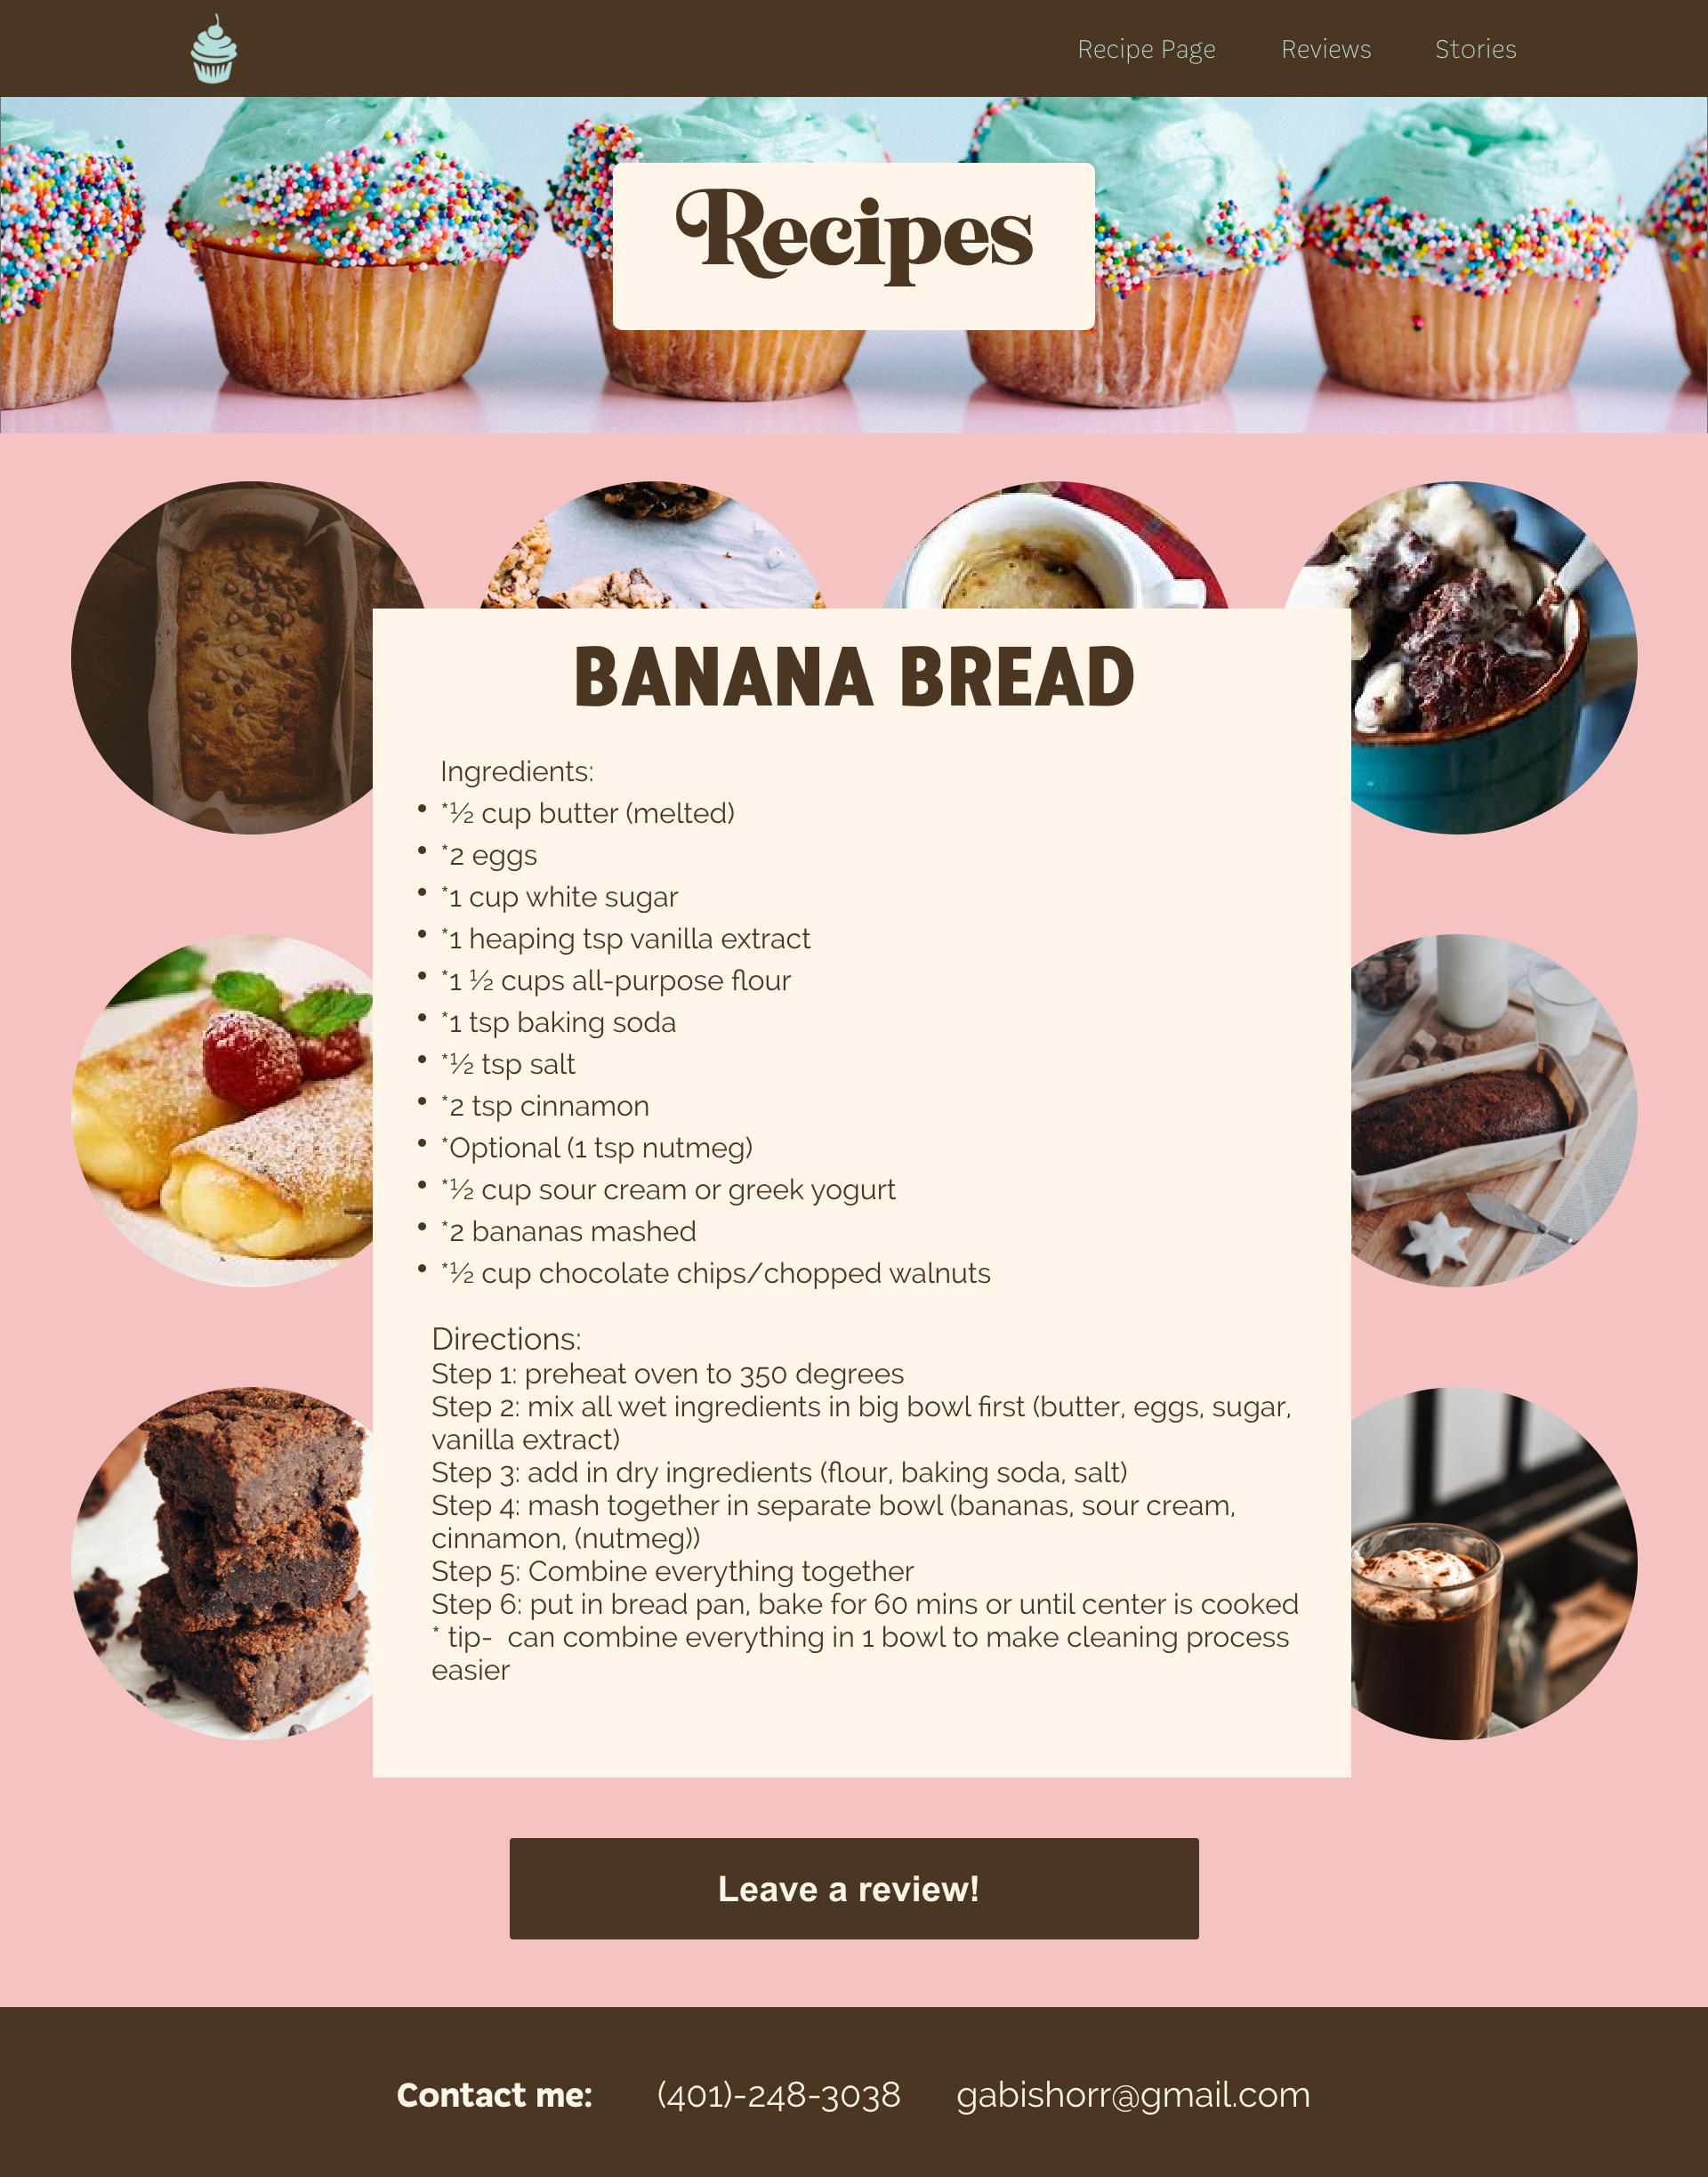 Recipe Page Reviews Stories
Recipes
BANANA BREAD
Ingredients:
• *½ cup butter (melted)
• *2 eggs
• *1 cup white sugar
• *1 heaping tsp vanilla extract
• *1 ½ cups all-purpose flour
• *1 tsp baking soda
• *½ tsp salt
• *2 tsp cinnamon
• *Optional (1 tsp nutmeg)
• *½ cup sour cream or greek yogurt
• *2 bananas mashed
• *½ cup chocolate chips/chopped walnuts
Directions:
Step 1: preheat oven to 350 degrees
Step 2: mix all wet ingredients in big bowl first (butter, eggs, sugar,
vanilla extract)
Step 3: add in dry ingredients (flour, baking soda, salt)
Step 4: mash together in separate bowl (bananas, sour cream,
cinnamon, (nutmeg))
Step 5: Combine everything together
Step 6: put in bread pan, bake for 60 mins or until center is cooked
* tip-  can combine everything in 1 bowl to make cleaning process
easier
Leave a review!
Contact me: (401)-248-3038 gabishorr@gmail.com